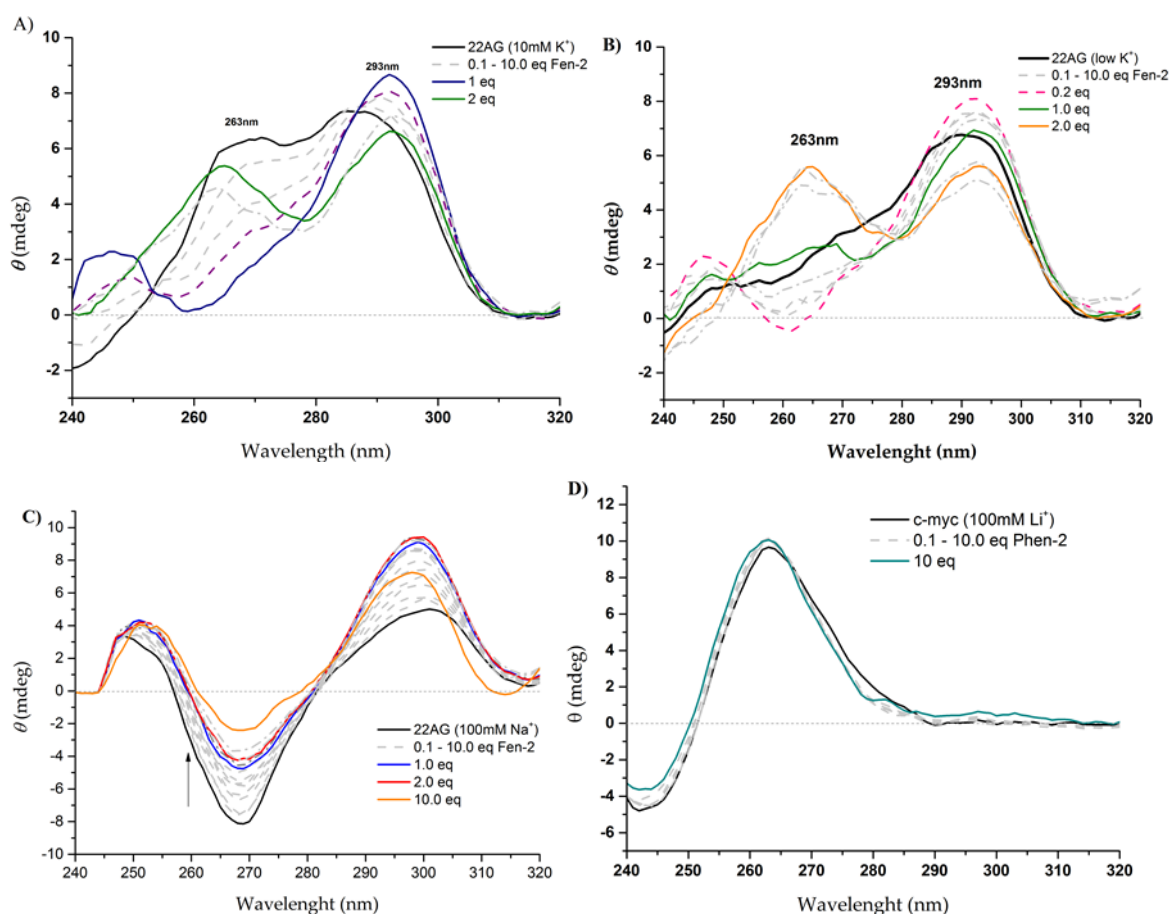 A)
10
8
6
4
2
0
-2
θ (mdeg)
240 250 260 270 280 290 300 310 320
Wavelength (nm)
263nm
293nm
22AG (10mM K⁺)
0.1 - 10.0 eq Fen-2
1 eq
2 eq
B)
10
8
6
4
2
0
-2
θ (mdeg)
240 250 260 270 280 290 300 310 320
Wavelenght (nm)
263nm
293nm
22AG (low K⁺)
0.1 - 10.0 eq Fen-2
0.2 eq
1.0 eq
2.0 eq
C)
10
8
6
4
2
0
-2
-4
-6
-8
-10
θ (mdeg)
240 250 260 270 280 290 300 310 320
Wavelenght (nm)
22AG (100mM Na⁺)
0.1 - 10.0 eq Fen-2
1.0 eq
2.0 eq
10.0 eq
D)
12
10
8
6
4
2
0
-2
-4
-6
-8
θ (mdeg)
240 250 260 270 280 290 300 310 320
Wavelenght (nm)
c-myc (100mM Li⁺)
0.1 - 10.0 eq Phen-2
10 eq